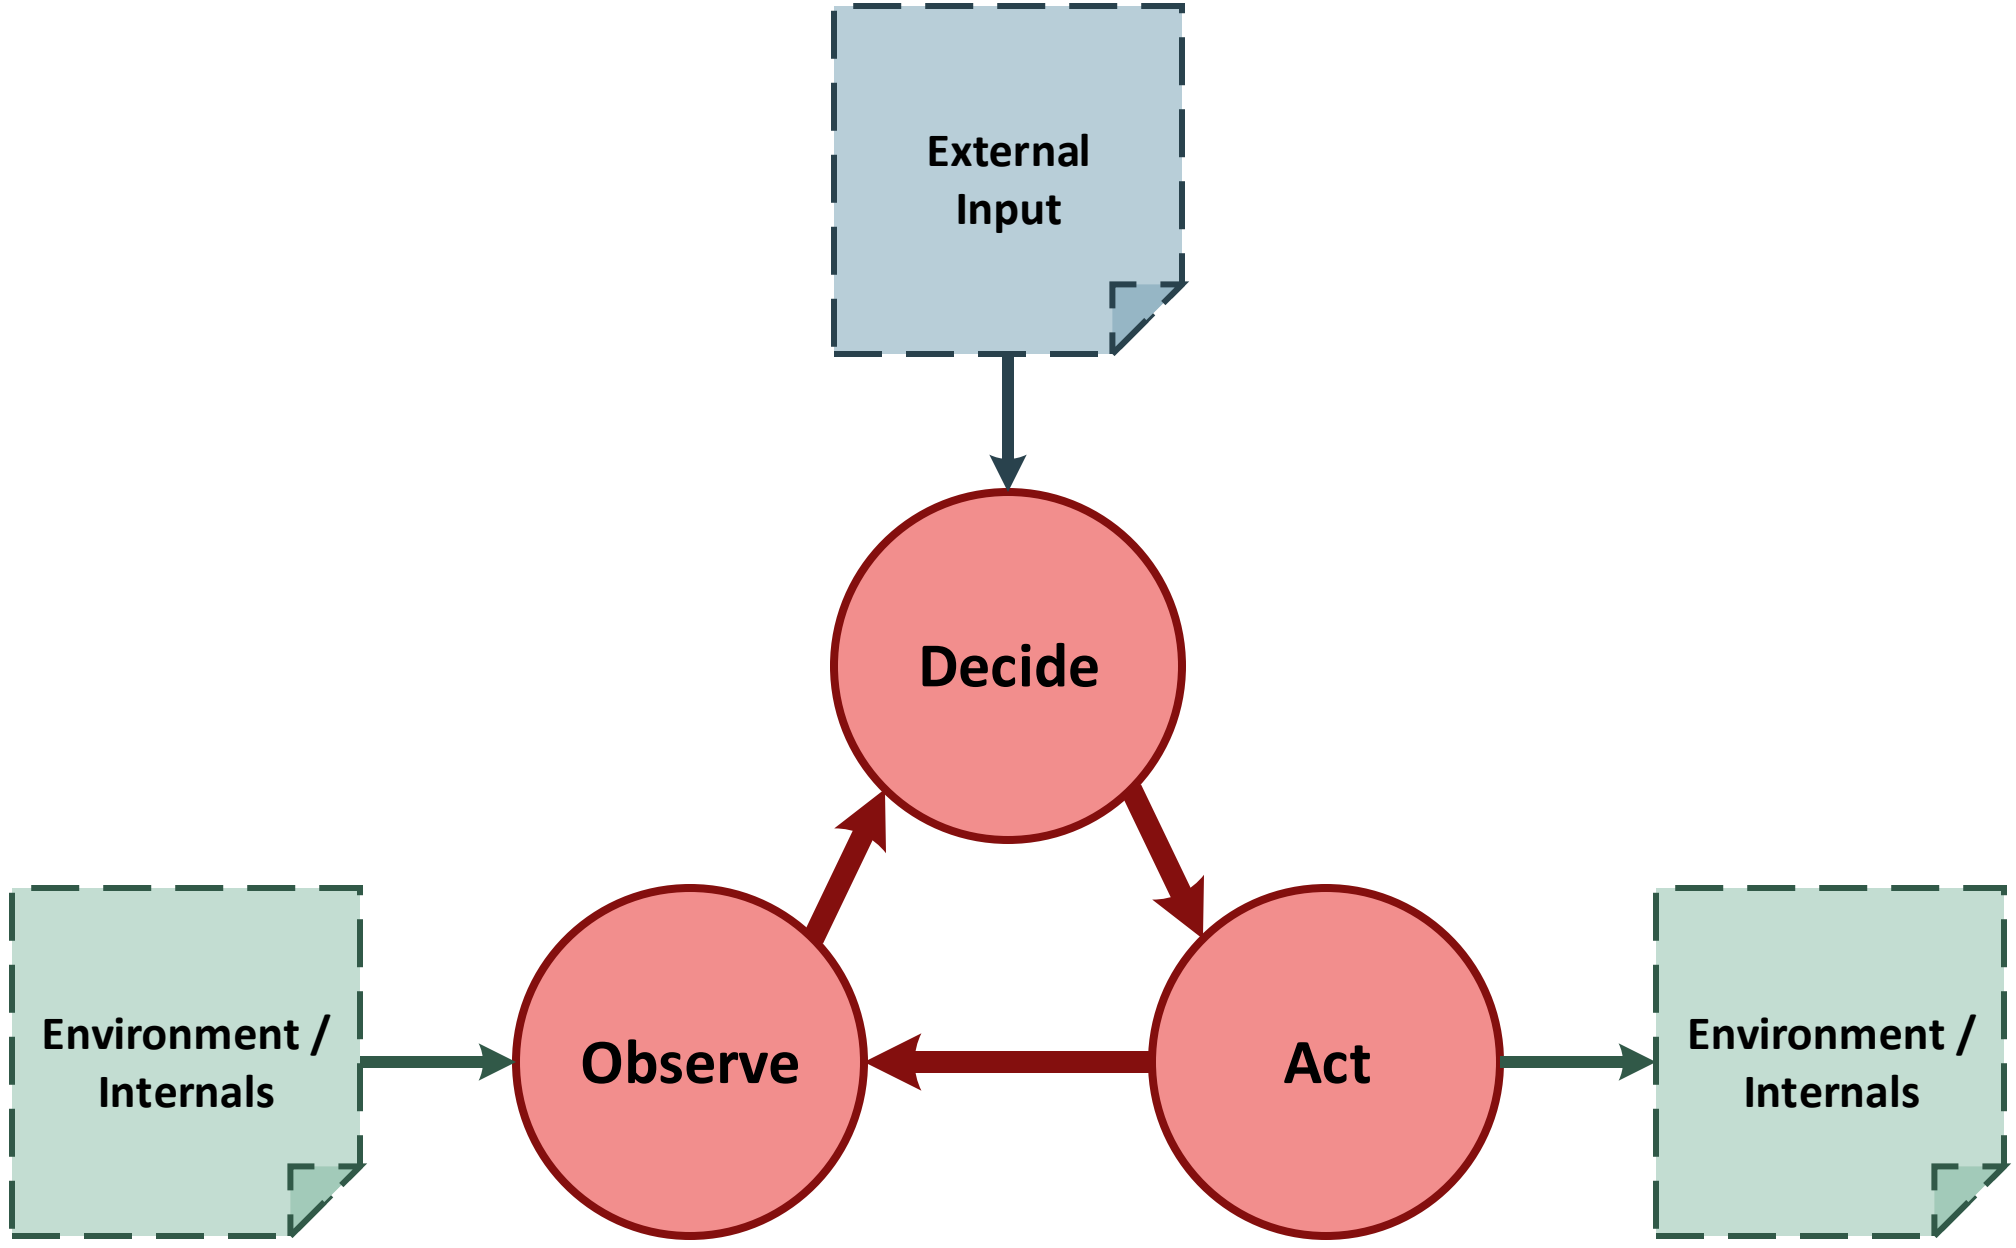 External
Input
Decide
Environment /
Internals
Observe
Act
Environment /
Internals